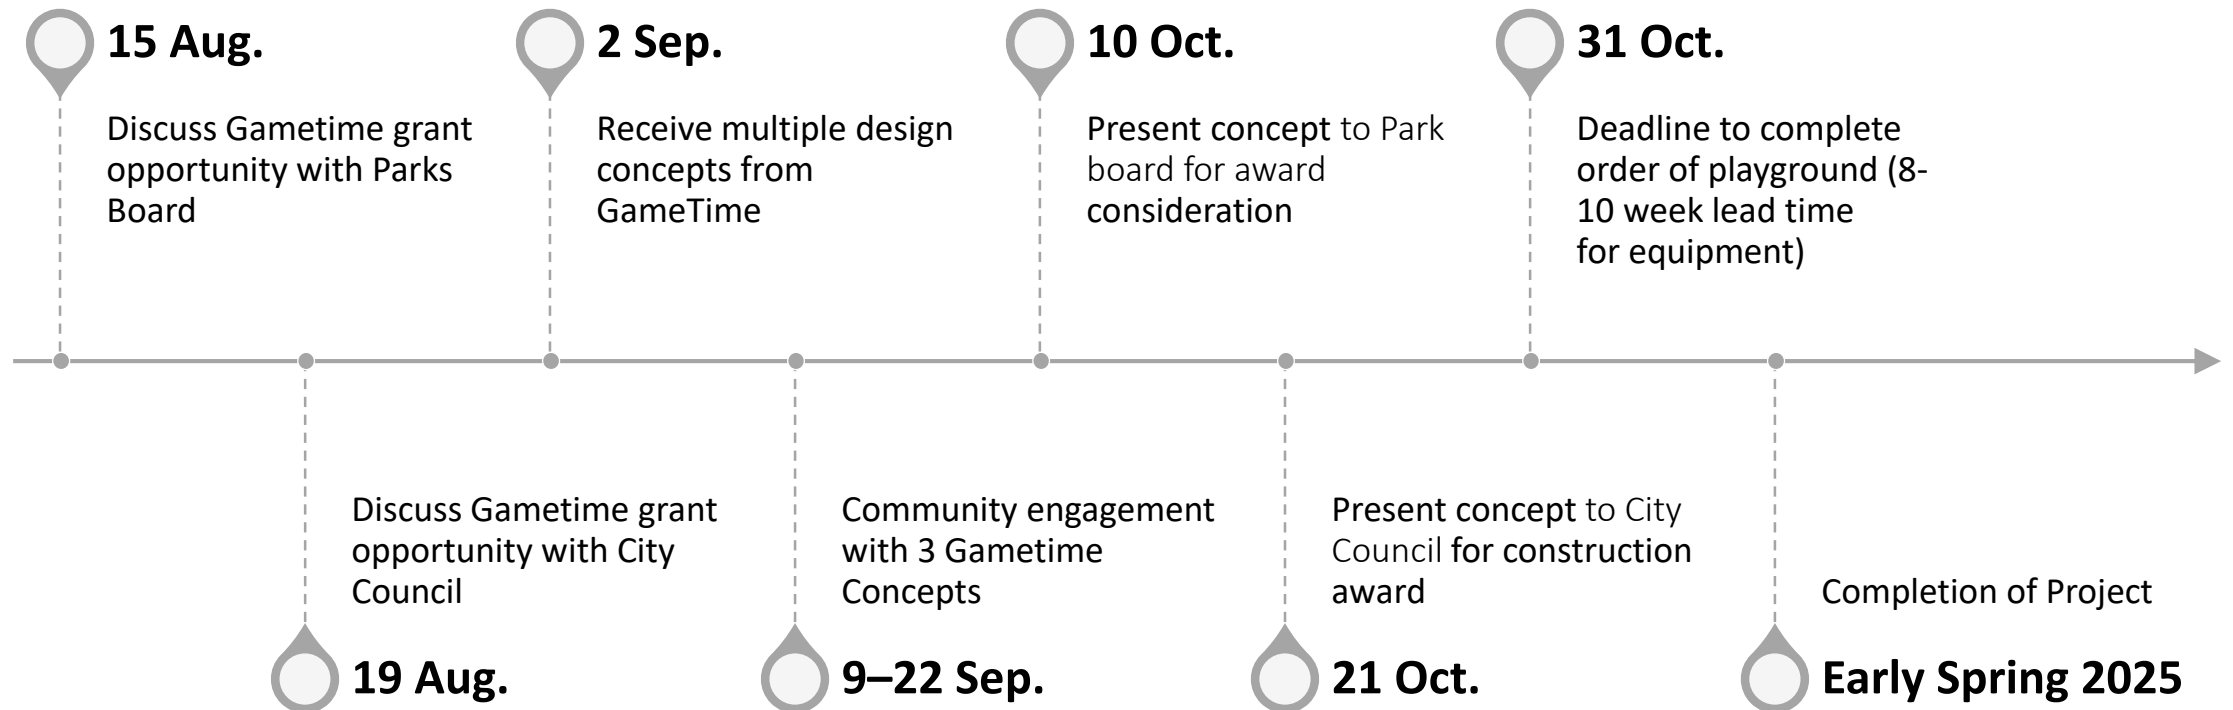 15 Aug.
Discuss Gametime grant
opportunity with Parks
Board
19 Aug.
Discuss Gametime grant
opportunity with City
Council
2 Sep.
Receive multiple design
concepts from
GameTime
9–22 Sep.
Community engagement
with 3 Gametime
Concepts
10 Oct.
Present concept to Park
board for award
consideration
21 Oct.
Present concept to City
Council for construction
award
31 Oct.
Deadline to complete
order of playground (8-
10 week lead time
for equipment)
Early Spring 2025
Completion of Project